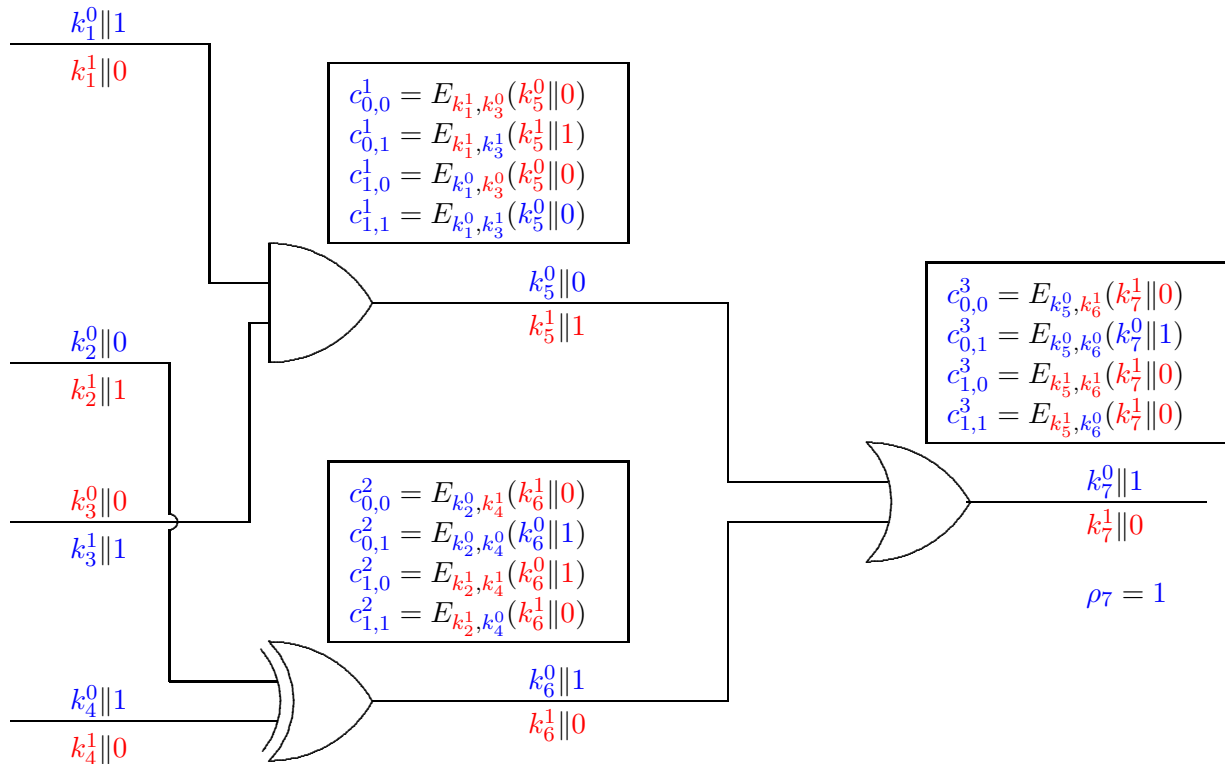 k_1^0‖1
k_1^1‖0
c_{0,0}^1 = E_{k_1^1,k_3^0}(k_5^0‖0)
c_{0,1}^1 = E_{k_1^1,k_3^1}(k_5^1‖1)
c_{1,0}^1 = E_{k_1^0,k_3^0}(k_5^0‖0)
c_{1,1}^1 = E_{k_1^0,k_3^1}(k_5^0‖0)
k_5^0‖0
k_5^1‖1
k_2^0‖0
k_2^1‖1
c_{0,0}^3 = E_{k_5^0,k_6^1}(k_7^1‖0)
c_{0,1}^3 = E_{k_5^0,k_6^0}(k_7^0‖1)
c_{1,0}^3 = E_{k_5^1,k_6^1}(k_7^1‖0)
c_{1,1}^3 = E_{k_5^1,k_6^0}(k_7^1‖0)
k_3^0‖0
k_3^1‖1
c_{0,0}^2 = E_{k_2^0,k_4^1}(k_6^1‖0)
c_{0,1}^2 = E_{k_2^0,k_4^0}(k_6^0‖1)
c_{1,0}^2 = E_{k_2^1,k_4^1}(k_6^0‖1)
c_{1,1}^2 = E_{k_2^1,k_4^0}(k_6^1‖0)
k_7^0‖1
k_7^1‖0
ρ_7 = 1
k_4^0‖1
k_4^1‖0
k_6^0‖1
k_6^1‖0